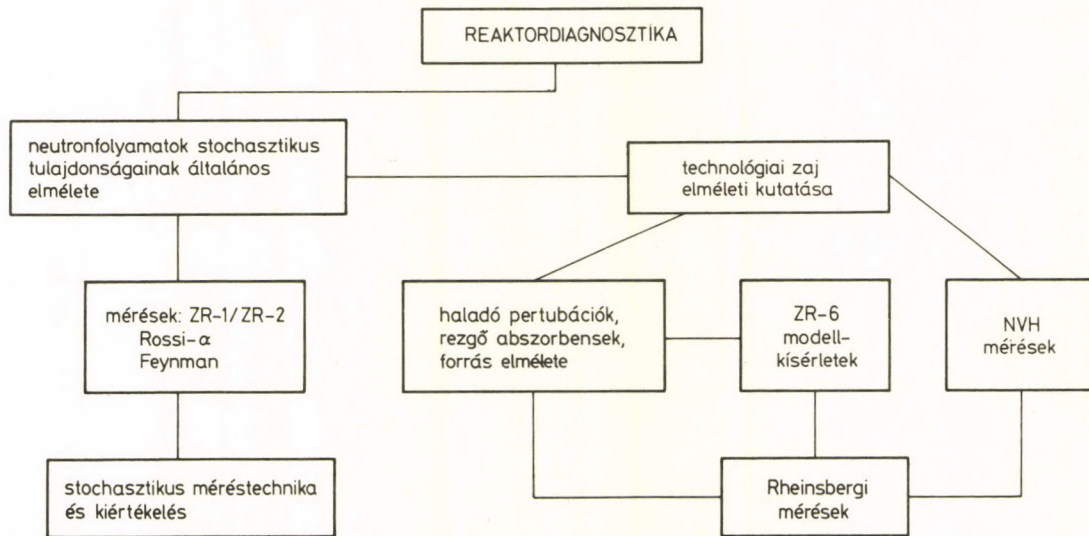 REAKTORDIAGNOSZTÍKA
neutronfolyamatok stochasztikus
tulajdonságainak általános
elmélete
technológiai zaj
elméleti kutatása
mérések: ZR-1/ZR-2
Rossi-α
Feynman
haladó pertubációk,
rezgő abszorbensek,
forrás elmélete
ZR-6
modell-
kísérletek
NVH
mérések
stochasztikus méréstechnika
és kiértékelés
Rheinsbergi
mérések